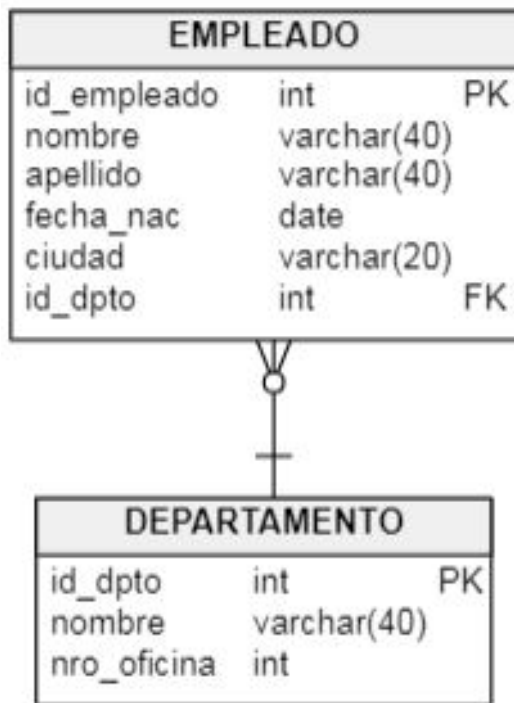 EMPLEADO
id_empleado int PK
nombre varchar(40)
apellido varchar(40)
fecha_nac date
ciudad varchar(20)
id_dpto int FK
DEPARTAMENTO
id_dpto int PK
nombre varchar(40)
nro_oficina int